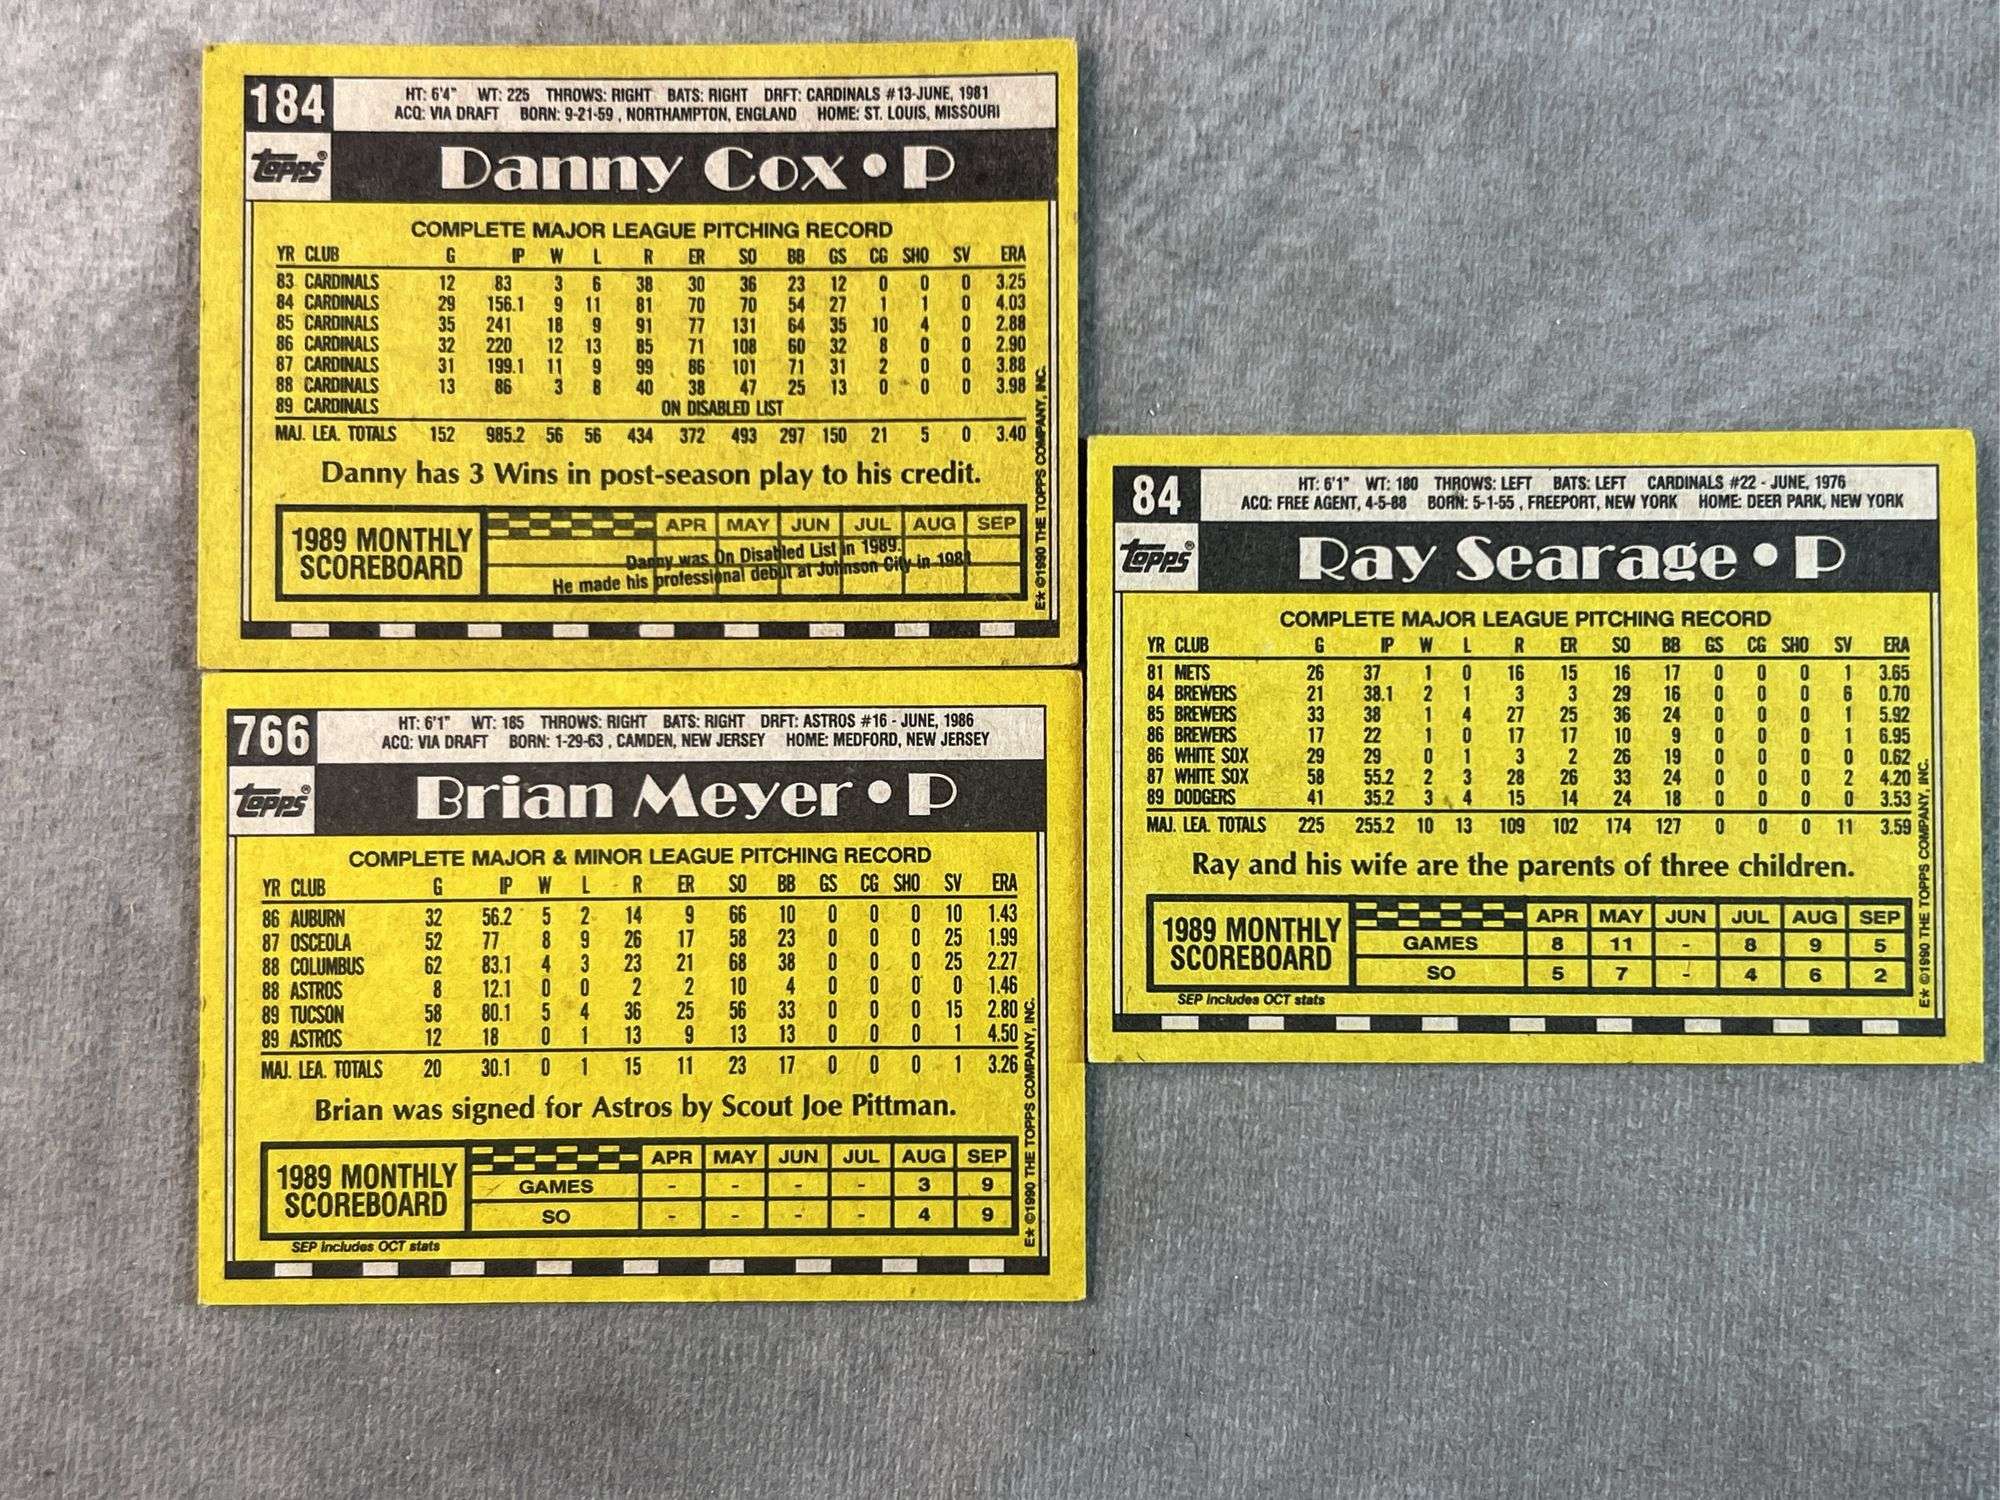 184
HT: 6'4" WT: 225 THROWS: RIGHT BATS: RIGHT DRFT: CARDINALS #13-JUNE, 1981
ACQ: VIA DRAFT BORN: 9-21-59 , NORTHAMPTON, ENGLAND HOME: ST. LOUIS, MISSOURI
Topps®
Danny Cox • P
COMPLETE MAJOR LEAGUE PITCHING RECORD
YR CLUB G IP W L R ER SO BB GS CG SHO SV ERA
83 CARDINALS 12 83 3 6 38 30 36 23 12 0 0 0 3.25
84 CARDINALS 29 156.1 9 11 81 70 70 54 27 1 1 0 4.03
85 CARDINALS 35 241 18 9 91 77 131 64 35 10 4 0 2.88
86 CARDINALS 32 220 12 13 85 71 108 60 32 8 0 0 2.90
87 CARDINALS 31 199.1 11 9 99 86 101 71 31 2 0 0 3.88
88 CARDINALS 13 86 3 8 40 38 47 25 13 0 0 0 3.98
89 CARDINALS ON DISABLED LIST
MAJ. LEA. TOTALS 152 985.2 56 56 434 372 493 297 150 21 5 0 3.40
Danny has 3 Wins in post-season play to his credit.
1989 MONTHLY
SCOREBOARD
APR MAY JUN JUL AUG SEP
Danny was On Disabled List in 1989.
He made his professional debut at Johnson City in 1981
E★ ©1990 THE TOPPS COMPANY, INC.
766
HT: 6'1" WT: 185 THROWS: RIGHT BATS: RIGHT DRFT: ASTROS #16 - JUNE, 1986
ACQ: VIA DRAFT BORN: 1-29-63 , CAMDEN, NEW JERSEY HOME: MEDFORD, NEW JERSEY
Topps®
Brian Meyer • P
COMPLETE MAJOR & MINOR LEAGUE PITCHING RECORD
YR CLUB G IP W L R ER SO BB GS CG SHO SV ERA
86 AUBURN 32 56.2 5 2 14 9 66 10 0 0 0 10 1.43
87 OSCEOLA 52 77 8 9 26 17 58 23 0 0 0 25 1.99
88 COLUMBUS 62 83.1 4 3 23 21 68 38 0 0 0 25 2.27
88 ASTROS 8 12.1 0 0 2 2 10 4 0 0 0 0 1.46
89 TUCSON 58 80.1 5 4 36 25 56 33 0 0 0 15 2.80
89 ASTROS 12 18 0 1 13 9 13 13 0 0 0 1 4.50
MAJ. LEA. TOTALS 20 30.1 0 1 15 11 23 17 0 0 0 1 3.26
Brian was signed for Astros by Scout Joe Pittman.
1989 MONTHLY
SCOREBOARD
APR MAY JUN JUL AUG SEP
GAMES - - - - 3 9
SO - - - - 4 9
SEP includes OCT stats
E★ ©1990 THE TOPPS COMPANY, INC.
84
HT: 6'1" WT: 180 THROWS: LEFT BATS: LEFT CARDINALS #22 - JUNE, 1976
ACQ: FREE AGENT, 4-5-88 BORN: 5-1-55 , FREEPORT, NEW YORK HOME: DEER PARK, NEW YORK
Topps®
Ray Searage • P
COMPLETE MAJOR LEAGUE PITCHING RECORD
YR CLUB G IP W L R ER SO BB GS CG SHO SV ERA
81 METS 26 37 1 0 16 15 16 17 0 0 0 1 3.65
84 BREWERS 21 38.1 2 1 3 3 29 16 0 0 0 6 0.70
85 BREWERS 33 38 1 4 27 25 36 24 0 0 0 1 5.92
86 BREWERS 17 22 1 0 17 17 10 9 0 0 0 1 6.95
86 WHITE SOX 29 29 0 1 3 2 26 19 0 0 0 0 0.62
87 WHITE SOX 58 55.2 2 3 28 26 33 24 0 0 0 2 4.20
89 DODGERS 41 35.2 3 4 15 14 24 18 0 0 0 0 3.53
MAJ. LEA. TOTALS 225 255.2 10 13 109 102 174 127 0 0 0 11 3.59
Ray and his wife are the parents of three children.
1989 MONTHLY
SCOREBOARD
APR MAY JUN JUL AUG SEP
GAMES 8 11 - 8 9 5
SO 5 7 - 4 6 2
SEP includes OCT stats
E★ ©1990 THE TOPPS COMPANY, INC.